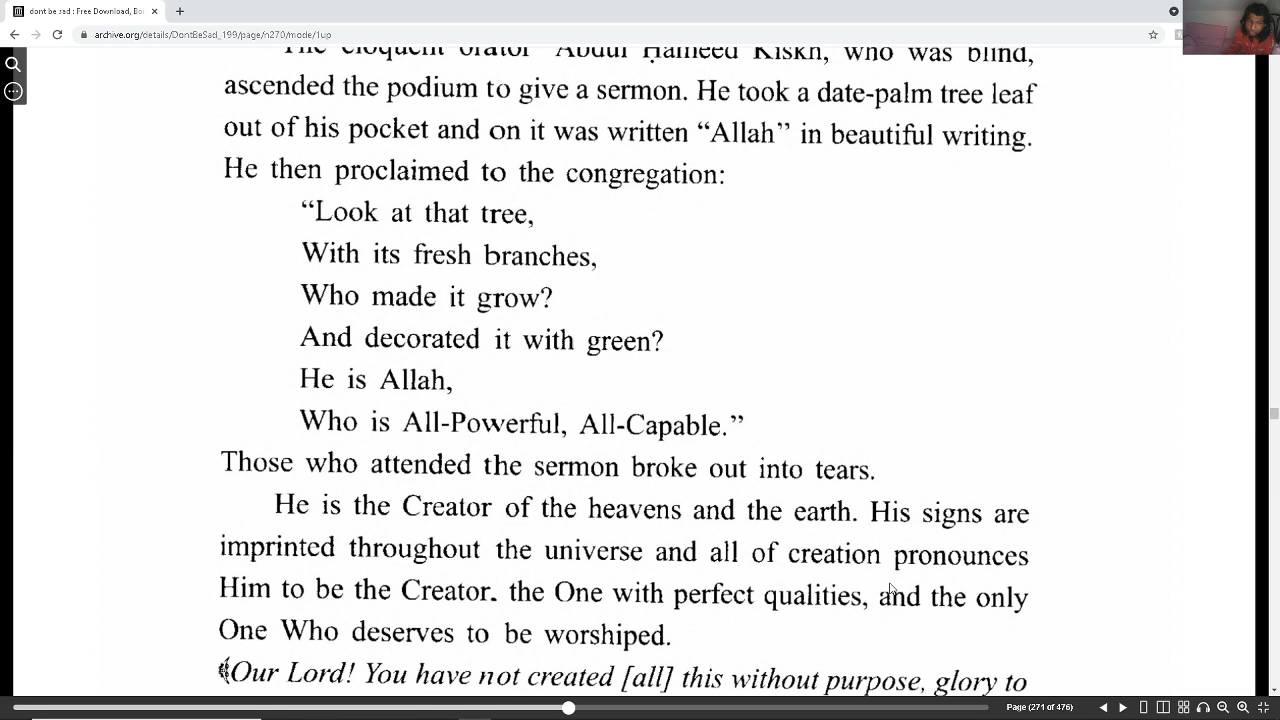 dont be sad : Free Download, Bo
archive.org/details/DontBeSad_199/page/n270/mode/1up
The eloquent orator 'Abdul Ḥameed Kiskh, who was blind,
ascended the podium to give a sermon. He took a date-palm tree leaf
out of his pocket and on it was written “Allah” in beautiful writing.
He then proclaimed to the congregation:
“Look at that tree,
With its fresh branches,
Who made it grow?
And decorated it with green?
He is Allah,
Who is All-Powerful, All-Capable.”
Those who attended the sermon broke out into tears.
He is the Creator of the heavens and the earth. His signs are
imprinted throughout the universe and all of creation pronounces
Him to be the Creator. the One with perfect qualities, and the only
One Who deserves to be worshiped.
﴾Our Lord! You have not created [all] this without purpose, glory to
Page (271 of 476)